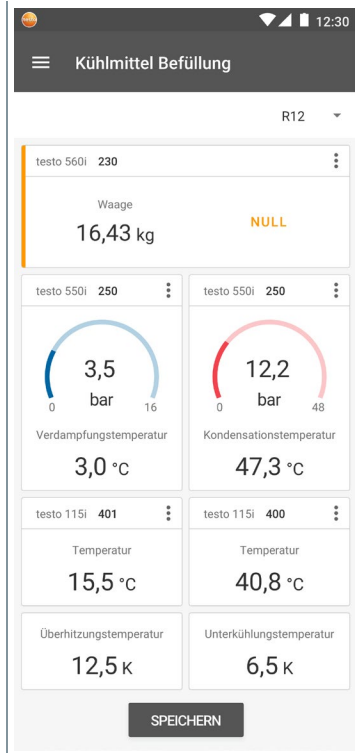 12:30
Kühlmittel Befüllung
R12
testo 560i 230
Waage
16,43 kg
NULL
testo 550i 250
3,5
bar
0 16
Verdampfungstemperatur
3,0 °C
testo 550i 250
12,2
bar
0 48
Kondensationstemperatur
47,3 °C
testo 115i 401
Temperatur
15,5 °C
testo 115i 400
Temperatur
40,8 °C
Überhitzungstemperatur
12,5 K
Unterkühlungstemperatur
6,5 K
SPEICHERN